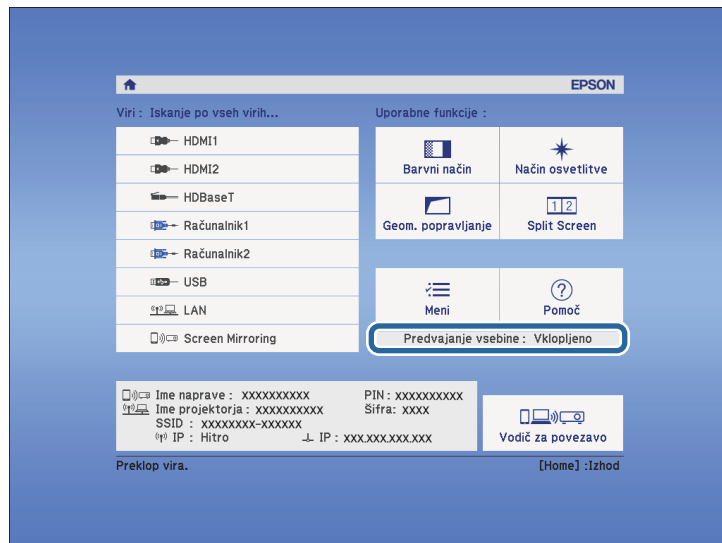 EPSON
Viri : Iskanje po vseh virih...
HDMI1
HDMI2
HDBaseT
Računalnik1
Računalnik2
USB
LAN
Screen Mirroring
Uporabne funkcije :
Barvni način
Način osvetlitve
Geom. popravljanje
1 2
Split Screen
Meni
? Pomoč
Predvajanje vsebine : Vklopljeno
Ime naprave : xxxxxxxxxx PIN : xxxxxxxxxx
Ime projektorja : xxxxxxxxxx Šifra: xxxx
SSID : xxxxxxxx-xxxxxx
IP : Hitro IP : xxx.xxx.xxx.xxx
Vodič za povezavo
Preklop vira. [Home] :Izhod